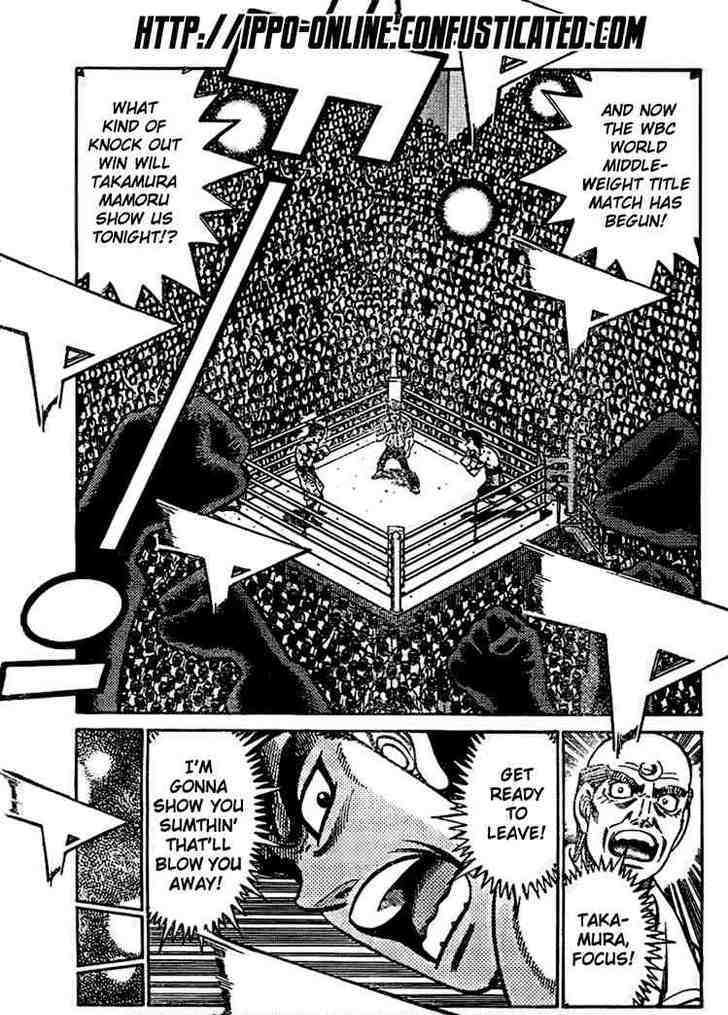 HTTP://IPPO-ONLINE.CONFUSTICATED.COM
AND NOW
THE WBC
WORLD
MIDDLE-
WEIGHT TITLE
MATCH HAS
BEGUN!
WHAT
KIND OF
KNOCK OUT
WIN WILL
TAKAMURA
MAMORU
SHOW US
TONIGHT!?
TAKA-
MURA,
FOCUS!
GET
READY
TO
LEAVE!
I'M
GONNA
SHOW YOU
SUMTHIN'
THAT'LL
BLOW YOU
AWAY!